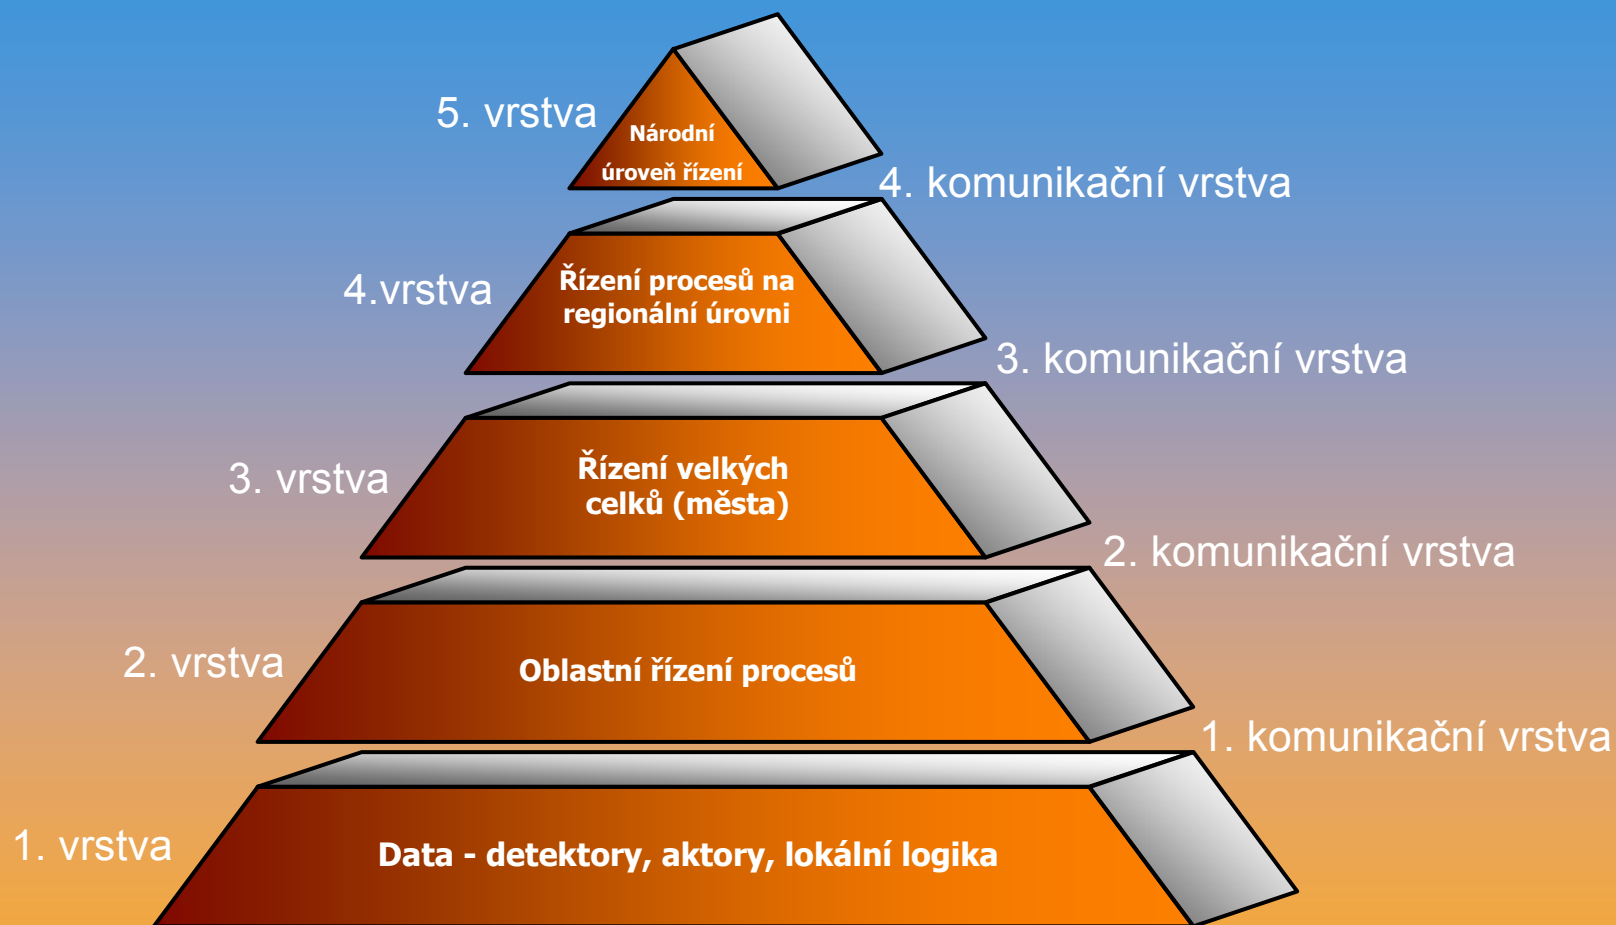 5. vrstva
Národní
úroveň řízení
4. komunikační vrstva
4.vrstva
Řízení procesů na
regionální úrovni
3. komunikační vrstva
3. vrstva
Řízení velkých
celků (města)
2. komunikační vrstva
2. vrstva
Oblastní řízení procesů
1. komunikační vrstva
1. vrstva
Data - detektory, aktory, lokální logika